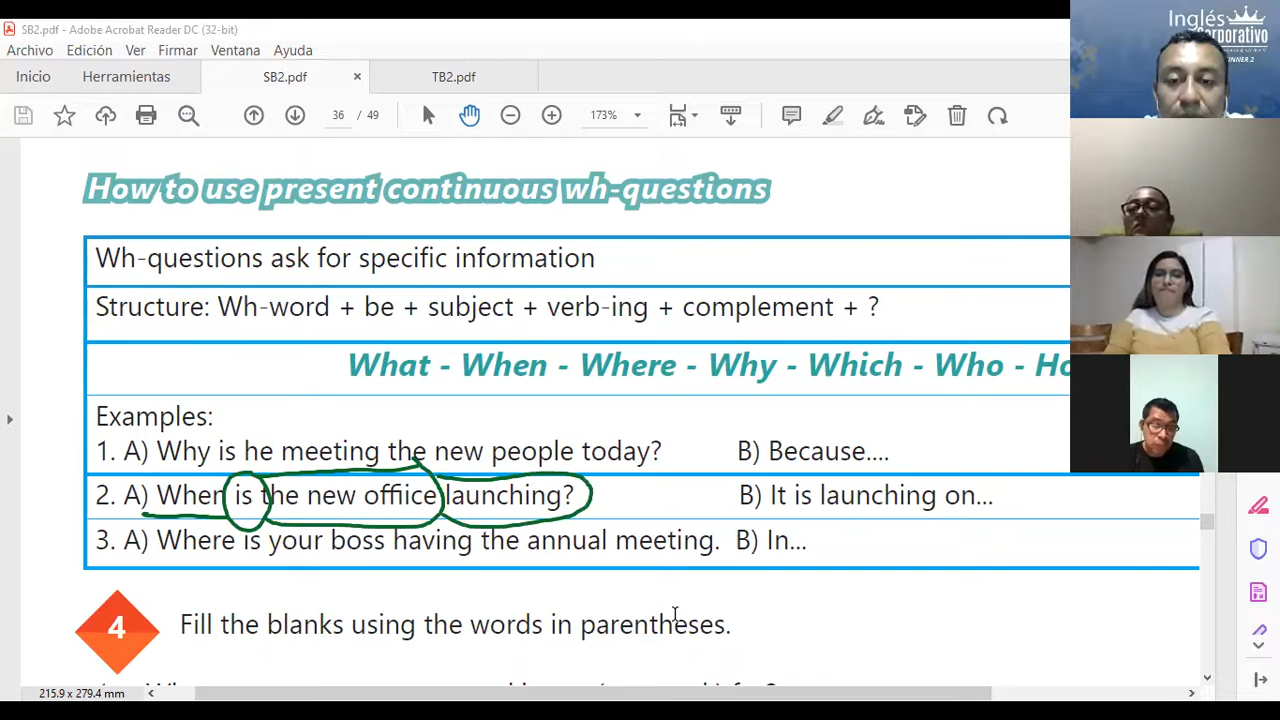 SB2.pdf - Adobe Acrobat Reader DC (32-bit)
Archivo Edición Ver Firmar Ventana Ayuda
Inicio Herramientas SB2.pdf × TB2.pdf
36 / 49 173%
How to use present continuous wh-questions
Wh-questions ask for specific information
Structure: Wh-word + be + subject + verb-ing + complement + ?
What - When - Where - Why - Which - Who - Ho
Examples:
1. A) Why is he meeting the new people today? B) Because....
2. A) When is the new office launching? B) It is launching on...
3. A) Where is your boss having the annual meeting. B) In...
4 Fill the blanks using the words in parentheses.
215.9 x 279.4 mm
Inglés
Corporativo